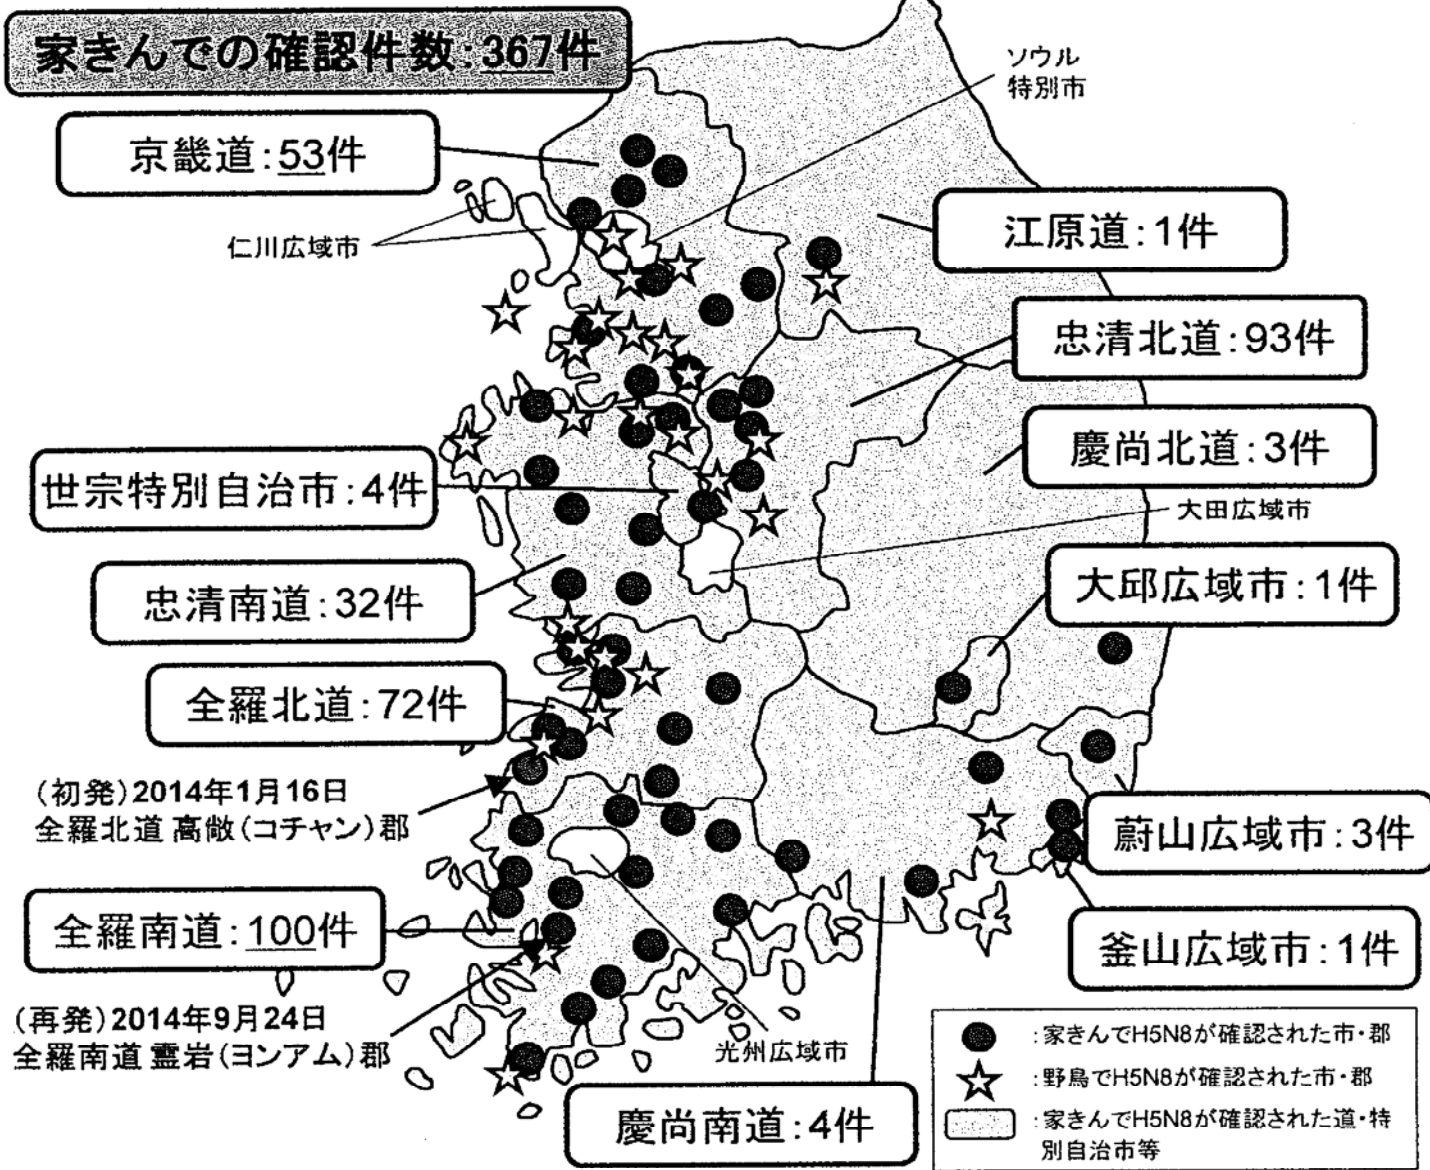 家きんでの確認件数:367件
ソウル
特別市
京畿道:53件
仁川広域市
江原道:1件
忠清北道:93件
慶尚北道:3件
世宗特別自治市:4件
大田広域市
大邱広域市:1件
忠清南道:32件
全羅北道:72件
(初発)2014年1月16日
全羅北道 高敞(コチャン)郡
蔚山広域市:3件
全羅南道:100件
釜山広域市:1件
(再発)2014年9月24日
全羅南道 霊岩(ヨンアム)郡
光州広域市
慶尚南道:4件
:家きんでH5N8が確認された市・郡
:野鳥でH5N8が確認された市・郡
:家きんでH5N8が確認された道・特
別自治市等